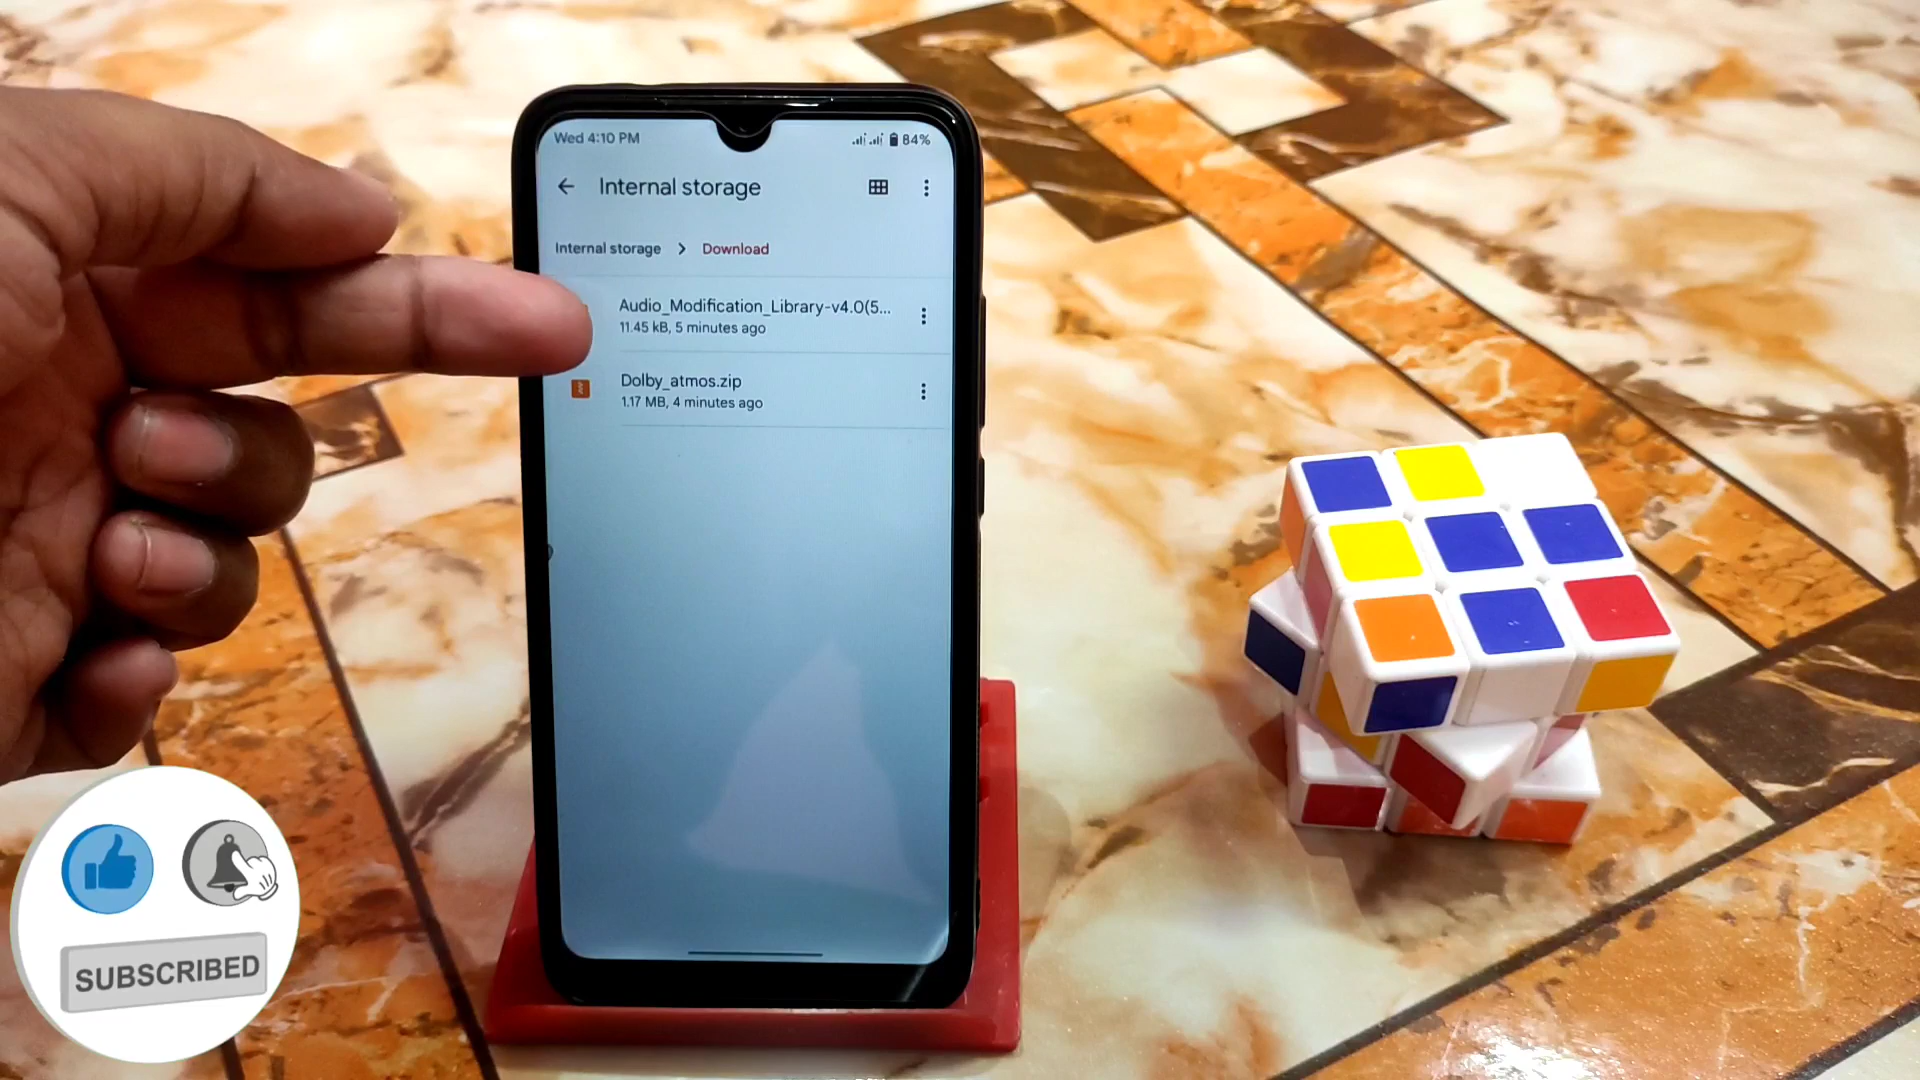 Wed 4:10 PM
84%
Internal storage
Internal storage > Download
Audio_Modification_Library-v4.0(5...
11.45 kB, 5 minutes ago
Dolby_atmos.zip
1.17 MB, 4 minutes ago
SUBSCRIBED